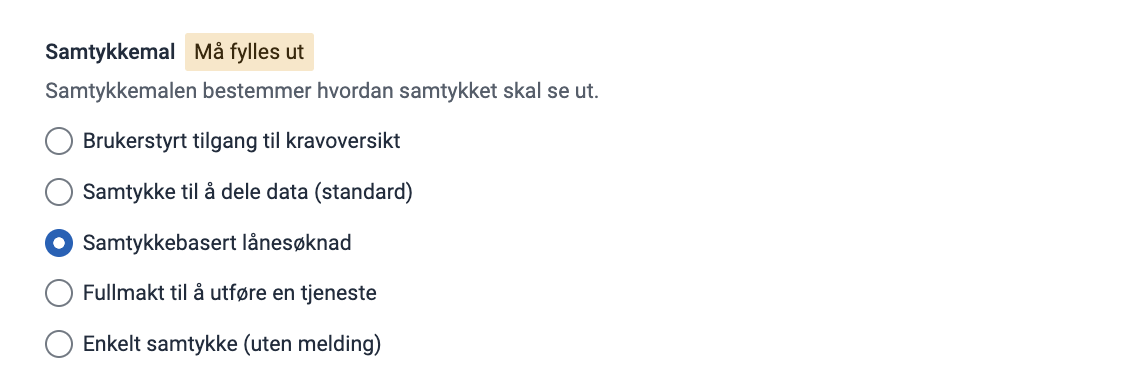 Samtykkemal Må fylles ut
Samtykkemalen bestemmer hvordan samtykket skal se ut.
Brukerstyrt tilgang til kravoversikt
Samtykke til å dele data (standard)
Samtykkebasert lånesøknad
Fullmakt til å utføre en tjeneste
Enkelt samtykke (uten melding)